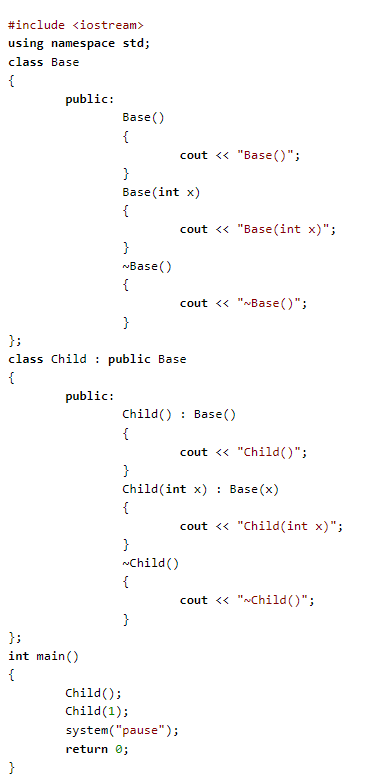 #include <iostream>
using namespace std;
class Base
{
        public:
                Base()
                {
                        cout << "Base()";
                }
                Base(int x)
                {
                        cout << "Base(int x)";
                }
                ~Base()
                {
                        cout << "~Base()";
                }
};
class Child : public Base
{
        public:
                Child() : Base()
                {
                        cout << "Child()";
                }
                Child(int x) : Base(x)
                {
                        cout << "Child(int x)";
                }
                ~Child()
                {
                        cout << "~Child()";
                }
};
int main()
{
        Child();
        Child(1);
        system("pause");
        return 0;
}